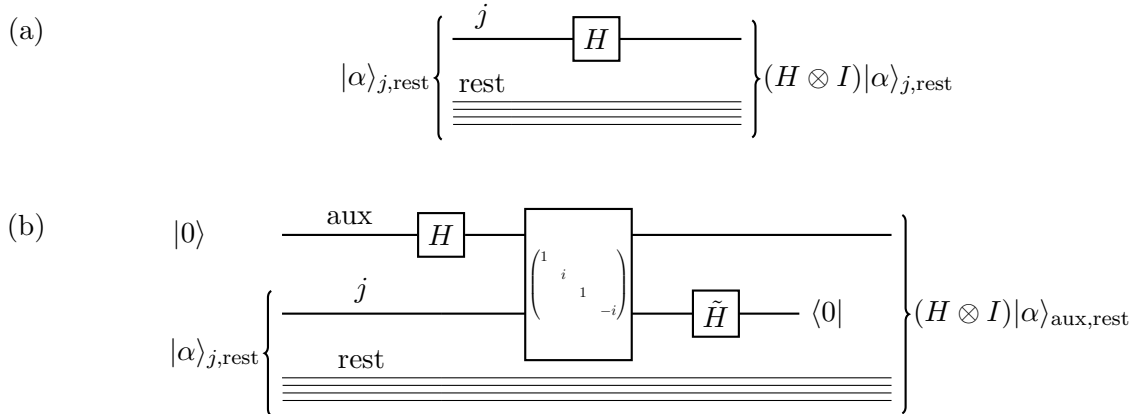 (a)
j
H
|α⟩j,rest
rest
(H ⊗ I)|α⟩j,rest
(b)
|0⟩
aux
H
(1 i 1 −i)
j
H̃
⟨0|
(H ⊗ I)|α⟩aux,rest
|α⟩j,rest
rest